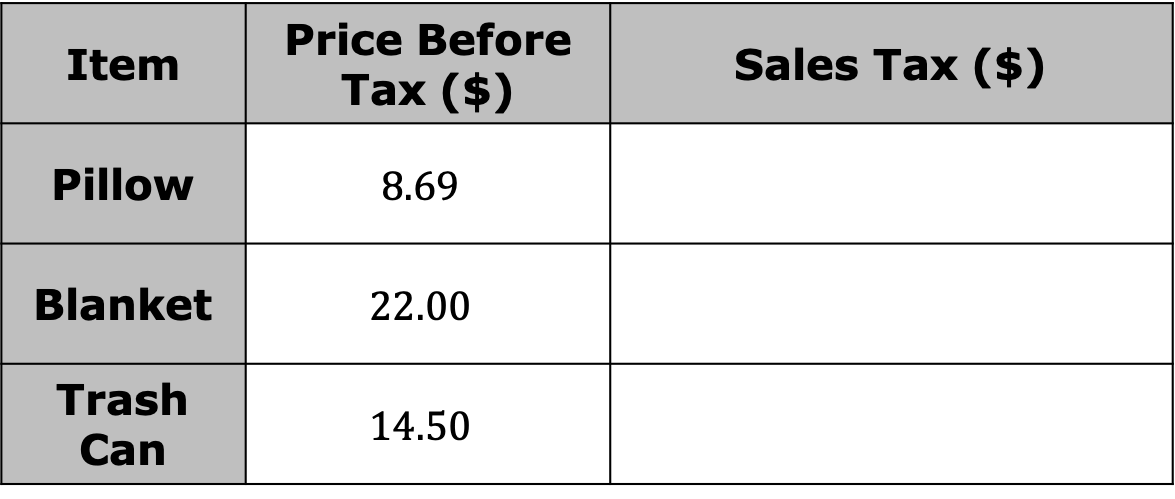 Item
Price Before
Tax ($)
Sales Tax ($)
Pillow
8.69
Blanket
22.00
Trash
Can
14.50